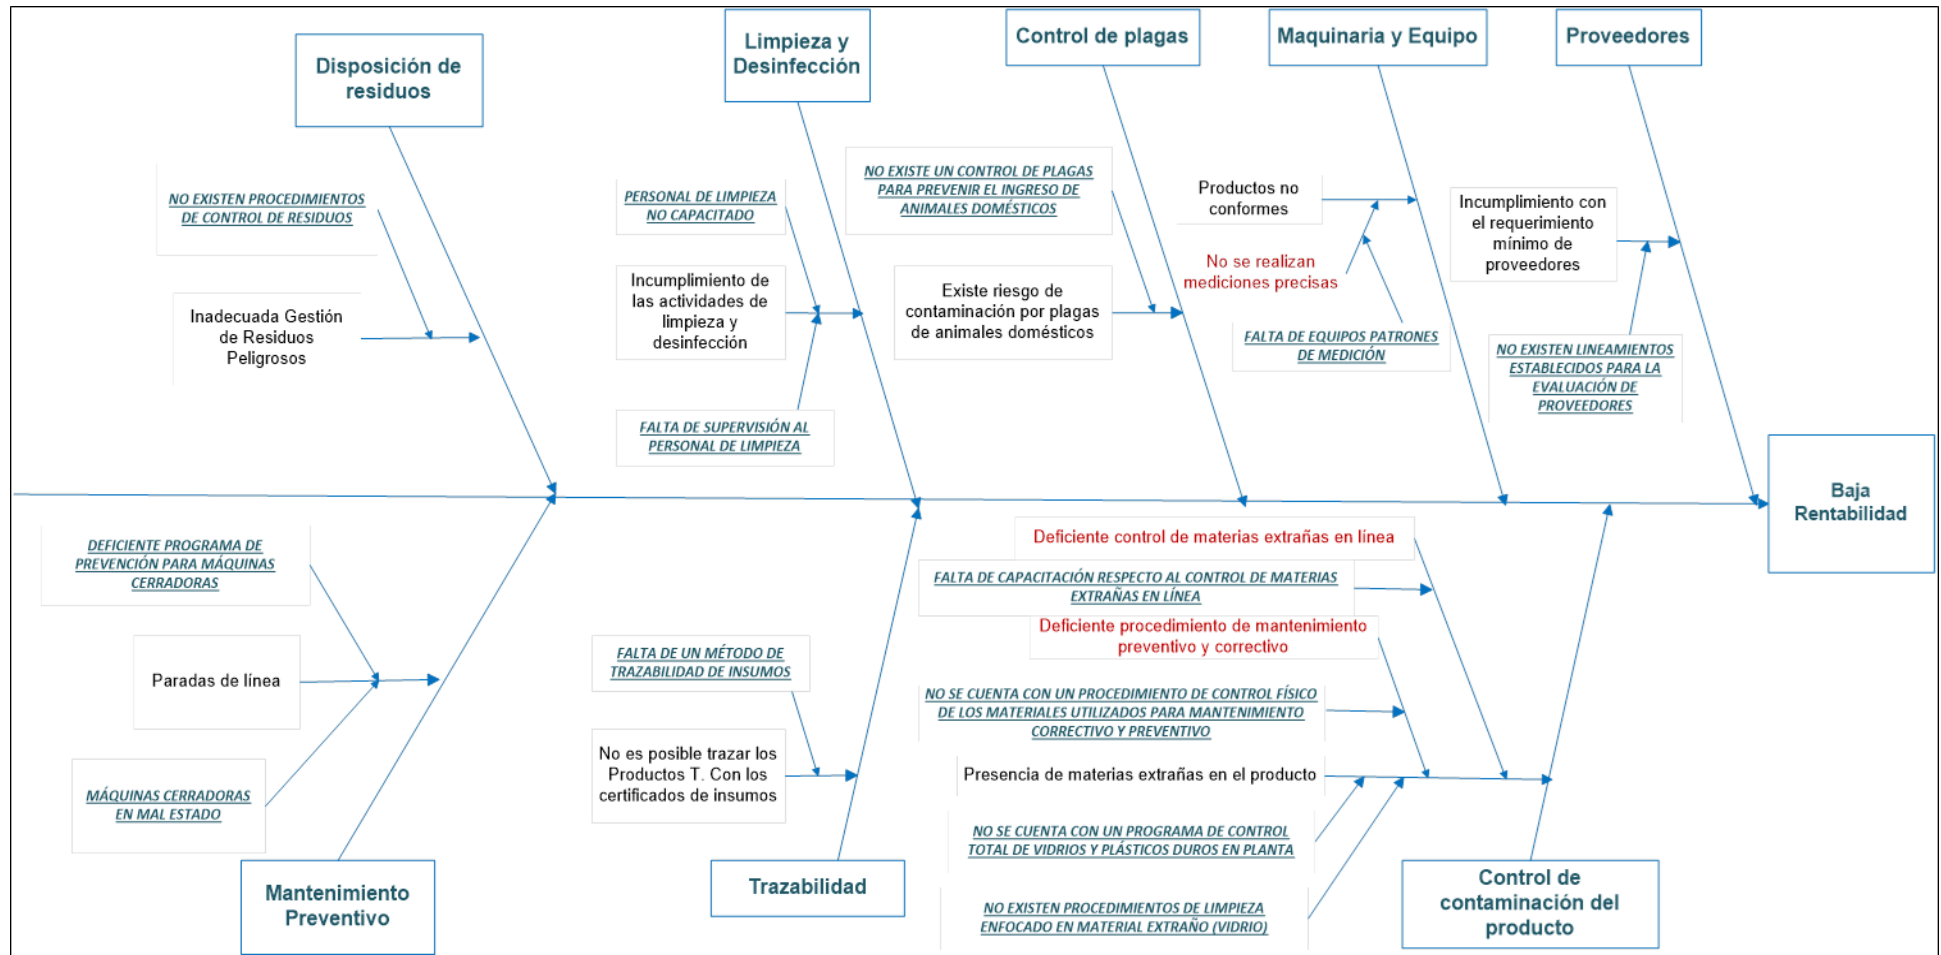 Disposición de
residuos
Limpieza y
Desinfección
Control de plagas
Maquinaria y Equipo
Proveedores
NO EXISTEN PROCEDIMIENTOS
DE CONTROL DE RESIDUOS
Inadecuada Gestión
de Residuos
Peligrosos
PERSONAL DE LIMPIEZA
NO CAPACITADO
Incumplimiento de
las actividades de
limpieza y
desinfección
FALTA DE SUPERVISIÓN AL
PERSONAL DE LIMPIEZA
NO EXISTE UN CONTROL DE PLAGAS
PARA PREVENIR EL INGRESO DE
ANIMALES DOMÉSTICOS
Existe riesgo de
contaminación por plagas
de animales domésticos
Productos no
conformes
No se realizan
mediciones precisas
FALTA DE EQUIPOS PATRONES
DE MEDICIÓN
Incumplimiento con
el requerimiento
mínimo de
proveedores
NO EXISTEN LINEAMIENTOS
ESTABLECIDOS PARA LA
EVALUACIÓN DE
PROVEEDORES
Baja
Rentabilidad
DEFICIENTE PROGRAMA DE
PREVENCIÓN PARA MÁQUINAS
CERRADORAS
Paradas de línea
MÁQUINAS CERRADORAS
EN MAL ESTADO
Mantenimiento
Preventivo
FALTA DE UN MÉTODO DE
TRAZABILIDAD DE INSUMOS
No es posible trazar los
Productos T. Con los
certificados de insumos
Trazabilidad
Deficiente control de materias extrañas en línea
FALTA DE CAPACITACIÓN RESPECTO AL CONTROL DE MATERIAS
EXTRAÑAS EN LÍNEA
Deficiente procedimiento de mantenimiento
preventivo y correctivo
NO SE CUENTA CON UN PROCEDIMIENTO DE CONTROL FÍSICO
DE LOS MATERIALES UTILIZADOS PARA MANTENIMIENTO
CORRECTIVO Y PREVENTIVO
Presencia de materias extrañas en el producto
NO SE CUENTA CON UN PROGRAMA DE CONTROL
TOTAL DE VIDRIOS Y PLÁSTICOS DUROS EN PLANTA
NO EXISTEN PROCEDIMIENTOS DE LIMPIEZA
ENFOCADO EN MATERIAL EXTRAÑO (VIDRIO)
Control de
contaminación del
producto